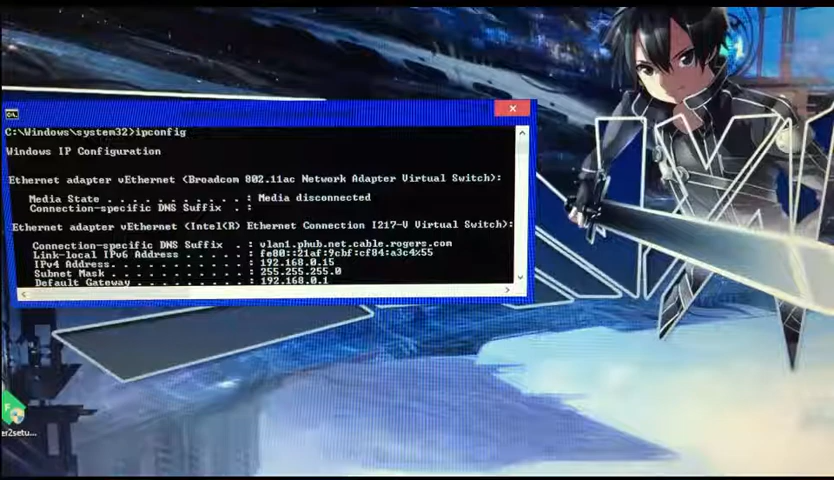 C:\Windows\system32>ipconfig
Windows IP Configuration
Ethernet adapter vEthernet (Broadcom 802.11ac Network Adapter Virtual Switch):
Media State . . . . . . . . . . . : Media disconnected
Connection-specific DNS Suffix . :
Ethernet adapter vEthernet (Intel(R) Ethernet Connection I217-V Virtual Switch):
Connection-specific DNS Suffix . : vlan1.phub.net.cable.rogers.com
Link-local IPv6 Address . . . . . : fe80::21af:9cbf:cf84:a3c4%55
IPv4 Address. . . . . . . . . . . : 192.168.0.15
Subnet Mask . . . . . . . . . . . : 255.255.255.0
Default Gateway . . . . . . . . . : 192.168.0.1
er2setu...